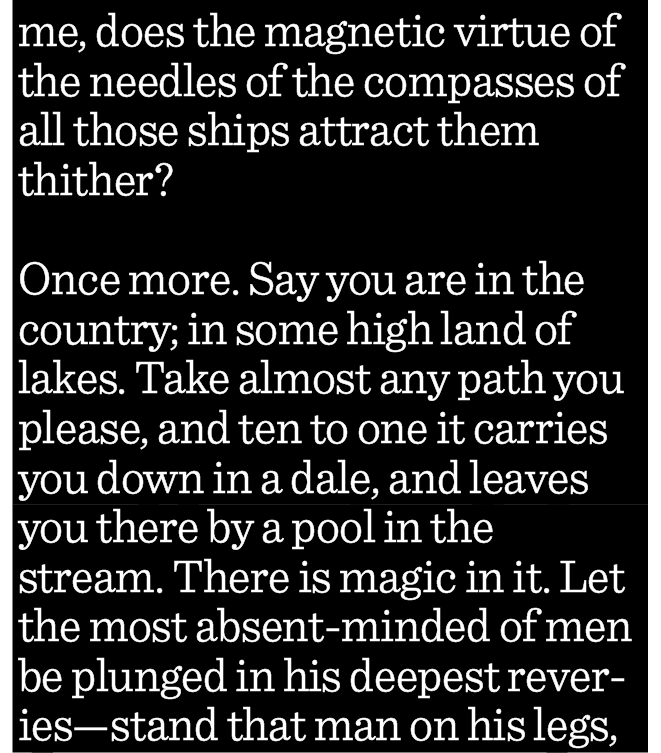 me, does the magnetic virtue of
the needles of the compasses of
all those ships attract them
thither?
Once more. Say you are in the
country; in some high land of
lakes. Take almost any path you
please, and ten to one it carries
you down in a dale, and leaves
you there by a pool in the
stream. There is magic in it. Let
the most absent-minded of men
be plunged in his deepest rever-
ies—stand that man on his legs,